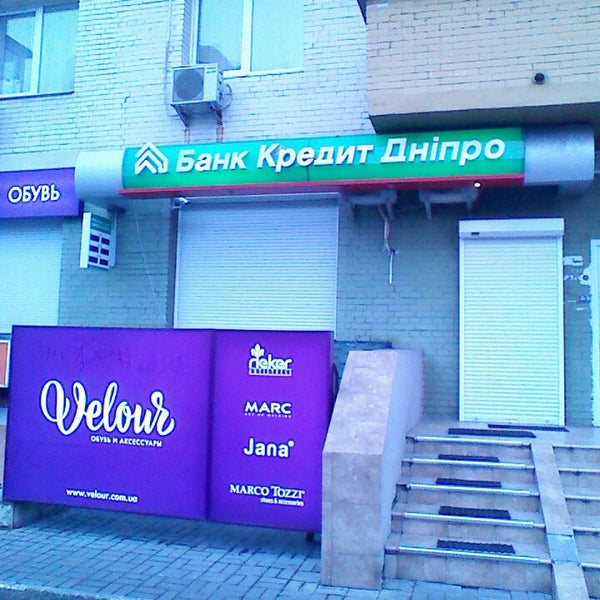 Банк Кредит Дніпро
ОБУВЬ
Velour
ОБУВЬ И АКСЕССУАРЫ
www.velour.com.ua
rieker
MARC
Jana
MARCO TOZZI
shoes & accessories